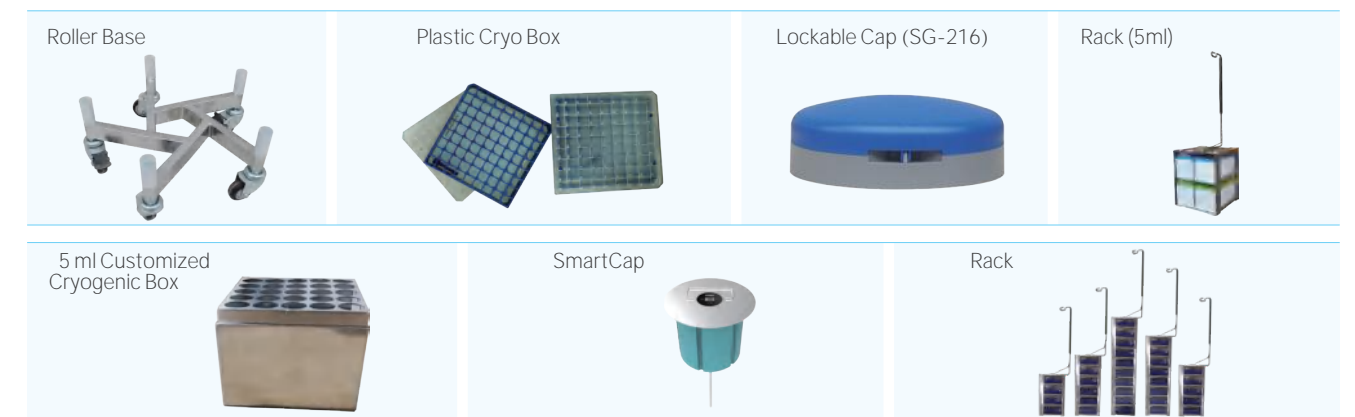 Roller Base
Plastic Cryo Box
Lockable Cap (SG-216)
Rack (5ml)
5 ml Customized
Cryogenic Box
SmartCap
Rack